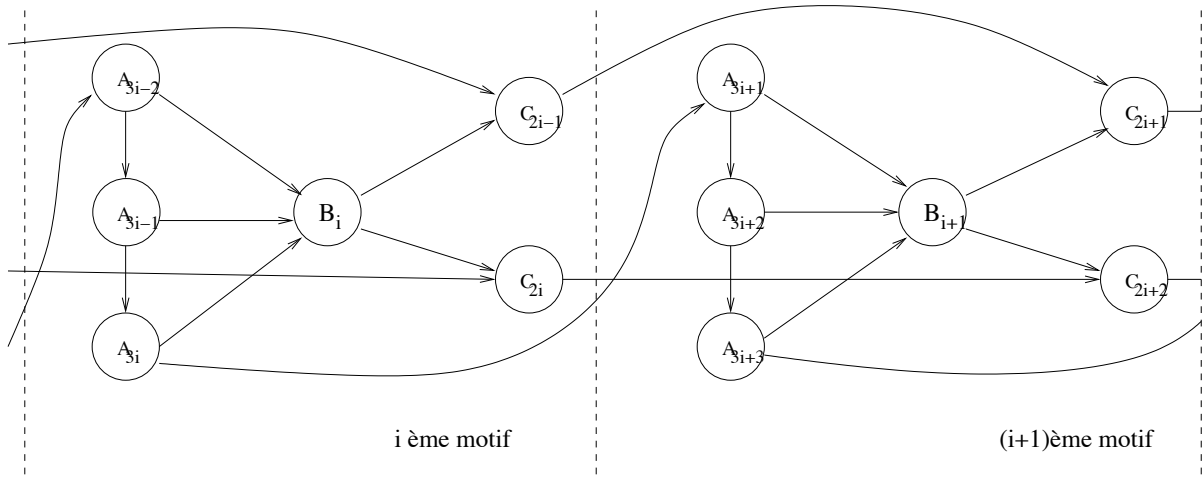 A3i−2
A3i−1
A3i
Bi
C2i−1
C2i
i ème motif
A3i+1
A3i+2
A3i+3
Bi+1
C2i+1
C2i+2
(i+1)ème motif